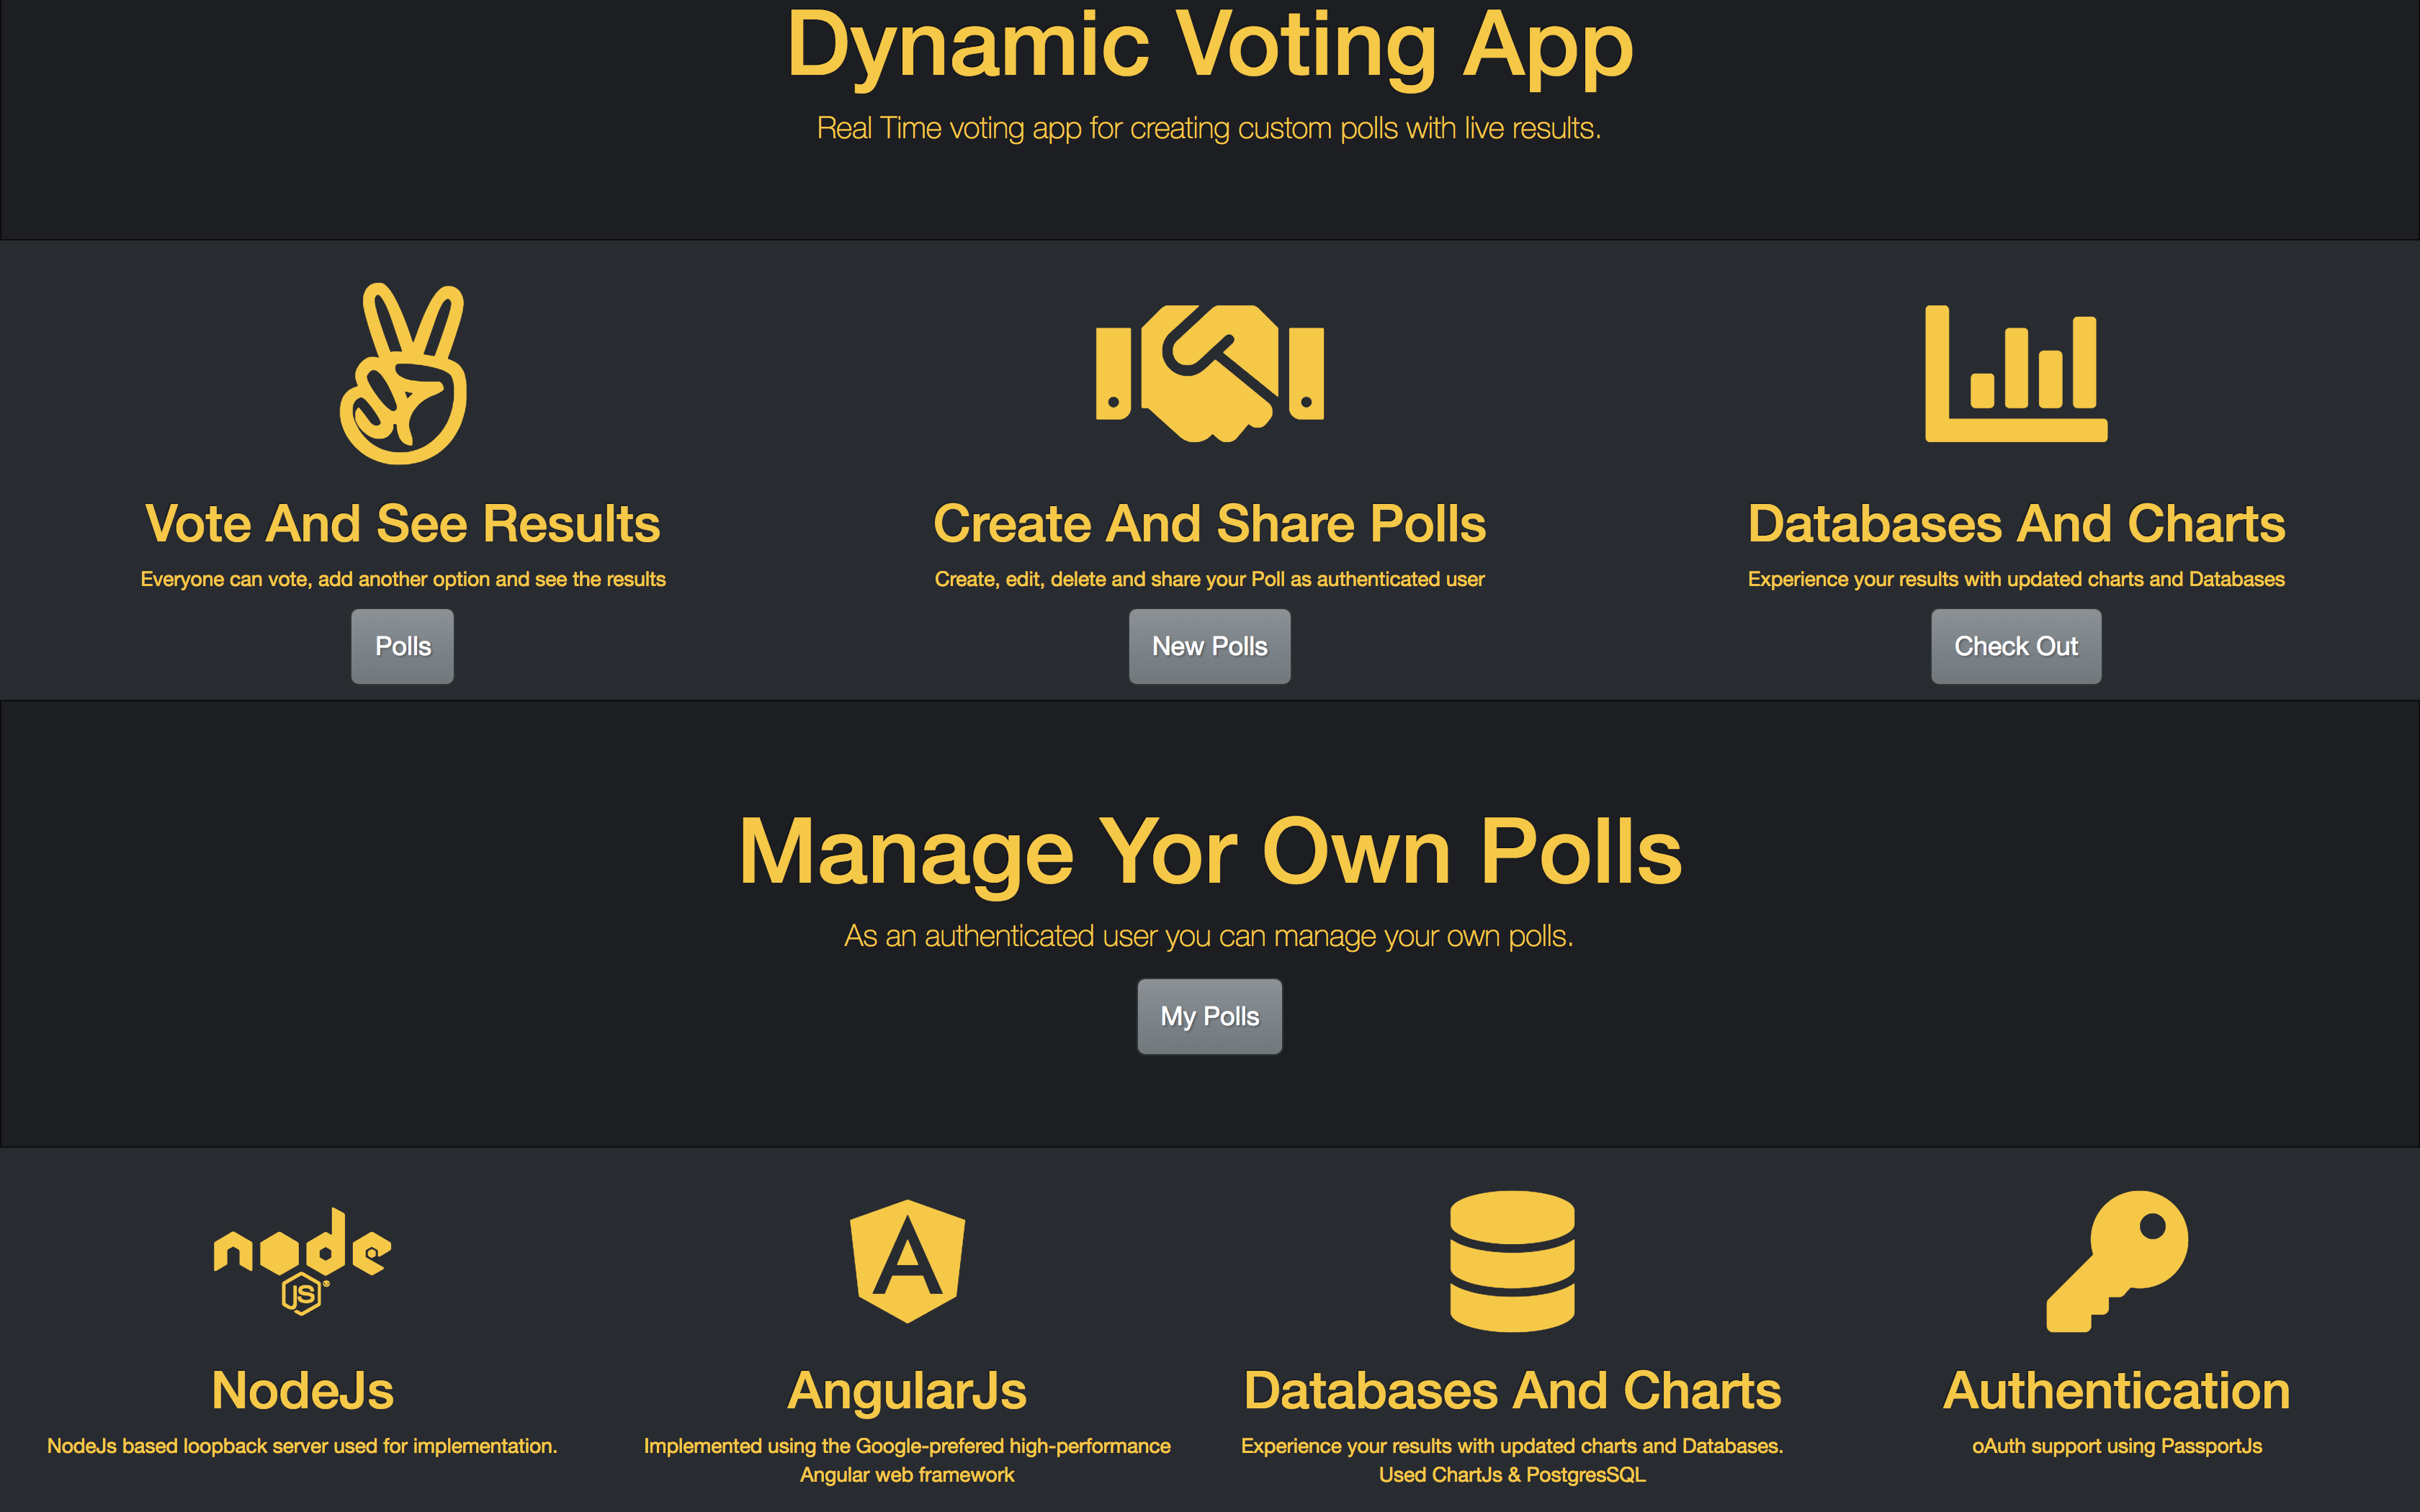 Dynamic Voting App
Real Time voting app for creating custom polls with live results.
Vote And See Results
Everyone can vote, add another option and see the results
Polls
Create And Share Polls
Create, edit, delete and share your Poll as authenticated user
New Polls
Databases And Charts
Experience your results with updated charts and Databases
Check Out
Manage Yor Own Polls
As an authenticated user you can manage your own polls.
My Polls
node
JS®
NodeJs
NodeJs based loopback server used for implementation.
A
AngularJs
Implemented using the Google-prefered high-performance
Angular web framework
Databases And Charts
Experience your results with updated charts and Databases.
Used ChartJs & PostgresSQL
Authentication
oAuth support using PassportJs